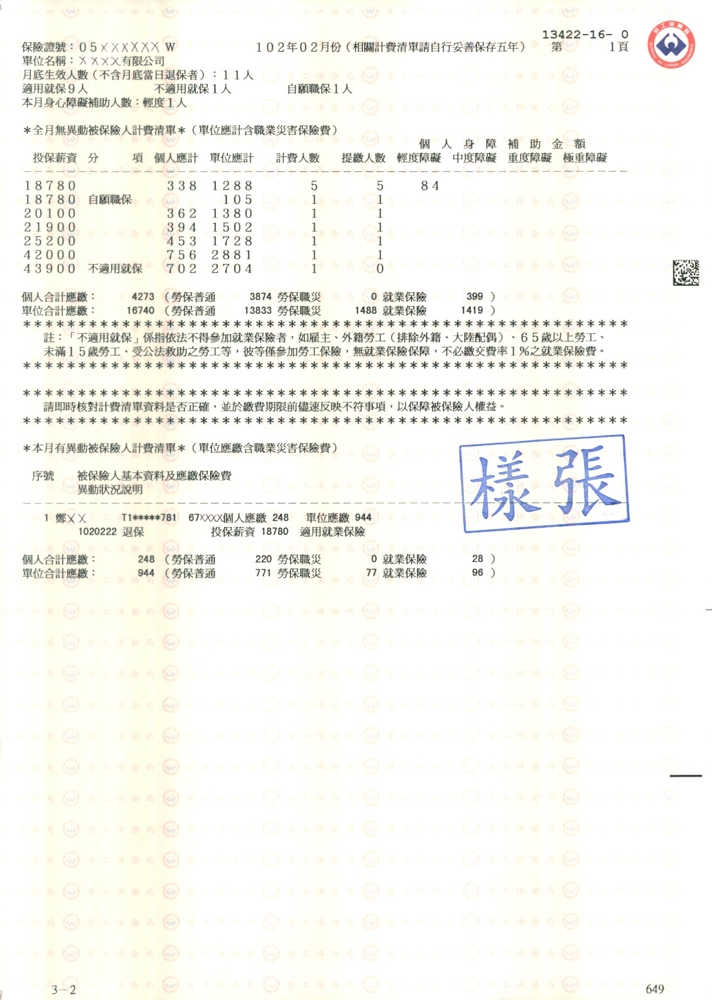 13422-16- 0
保險證號：05XXXXXX W 102年02月份（相關計費清單請自行妥善保存五年） 第 1頁
單位名稱：XXXX有限公司
月底生效人數（不含月底當日退保者）：11人
適用就保9人 不適用就保1人 自願職保1人
本月身心障礙補助人數：輕度1人
勞工保險局
BUREAU OF LABOR INSURANCE
＊全月無異動被保險人計費清單＊（單位應計含職業災害保險費）
個 人 身 障 補 助 金 額
投保薪資 分 項 個人應計 單位應計 計費人數 提繳人數 輕度障礙 中度障礙 重度障礙 極重障礙
18780 338 1288 5 5 84
18780 自願職保 105 1 1
20100 362 1380 1 1
21900 394 1502 1 1
25200 453 1728 1 1
42000 756 2881 1 1
43900 不適用就保 702 2704 1 0
個人合計應繳： 4273 （勞保普通 3874 勞保職災 0 就業保險 399 ）
單位合計應繳： 16740 （勞保普通 13833 勞保職災 1488 就業保險 1419 ）
＊＊＊＊＊＊＊＊＊＊＊＊＊＊＊＊＊＊＊＊＊＊＊＊＊＊＊＊＊＊＊＊＊＊＊＊＊＊＊＊＊＊＊＊＊＊＊＊＊＊＊＊＊＊＊
註：「不適用就保」係指依法不得參加就業保險者，如雇主、外籍勞工（排除外籍、大陸配偶）、65歲以上勞工、
未滿15歲勞工、受公法救助之勞工等，彼等僅參加勞工保險，無就業保險保障，不必繳交費率1%之就業保險費。
＊＊＊＊＊＊＊＊＊＊＊＊＊＊＊＊＊＊＊＊＊＊＊＊＊＊＊＊＊＊＊＊＊＊＊＊＊＊＊＊＊＊＊＊＊＊＊＊＊＊＊＊＊＊＊
＊＊＊＊＊＊＊＊＊＊＊＊＊＊＊＊＊＊＊＊＊＊＊＊＊＊＊＊＊＊＊＊＊＊＊＊＊＊＊＊＊＊＊＊＊＊＊＊＊＊＊＊＊＊＊
請即時核對計費清單資料是否正確，並於繳費期限前儘速反映不符事項，以保障被保險人權益。
＊＊＊＊＊＊＊＊＊＊＊＊＊＊＊＊＊＊＊＊＊＊＊＊＊＊＊＊＊＊＊＊＊＊＊＊＊＊＊＊＊＊＊＊＊＊＊＊＊＊＊＊＊＊＊
＊本月有異動被保險人計費清單＊（單位應繳含職業災害保險費）
樣張
序號 被保險人基本資料及應繳保險費
異動狀況說明
1 鄭XX T1*****781 67XXXX個人應繳 248 單位應繳 944
1020222 退保 投保薪資 18780 適用就業保險
個人合計應繳： 248 （勞保普通 220 勞保職災 0 就業保險 28 ）
單位合計應繳： 944 （勞保普通 771 勞保職災 77 就業保險 96 ）
3－2 649